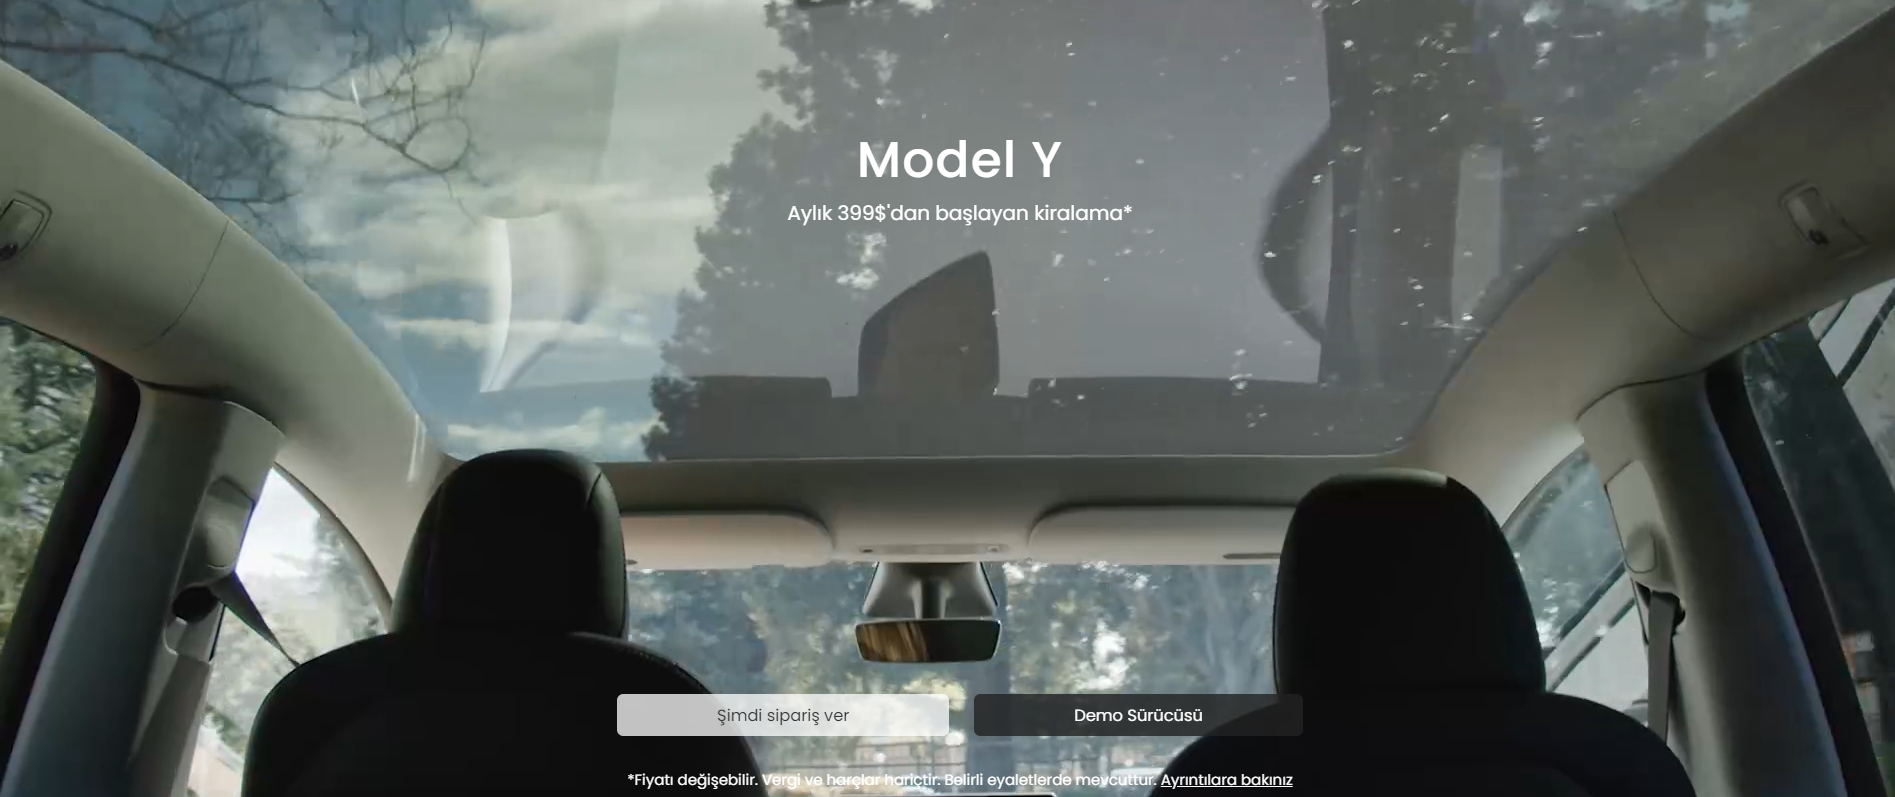 Model Y
Aylık 399$'dan başlayan kiralama*
Şimdi sipariş ver
Demo Sürücüsü
*Fiyatı değişebilir. Vergi ve harçlar hariçtir. Belirli eyaletlerde mevcuttur. Ayrıntılara bakınız